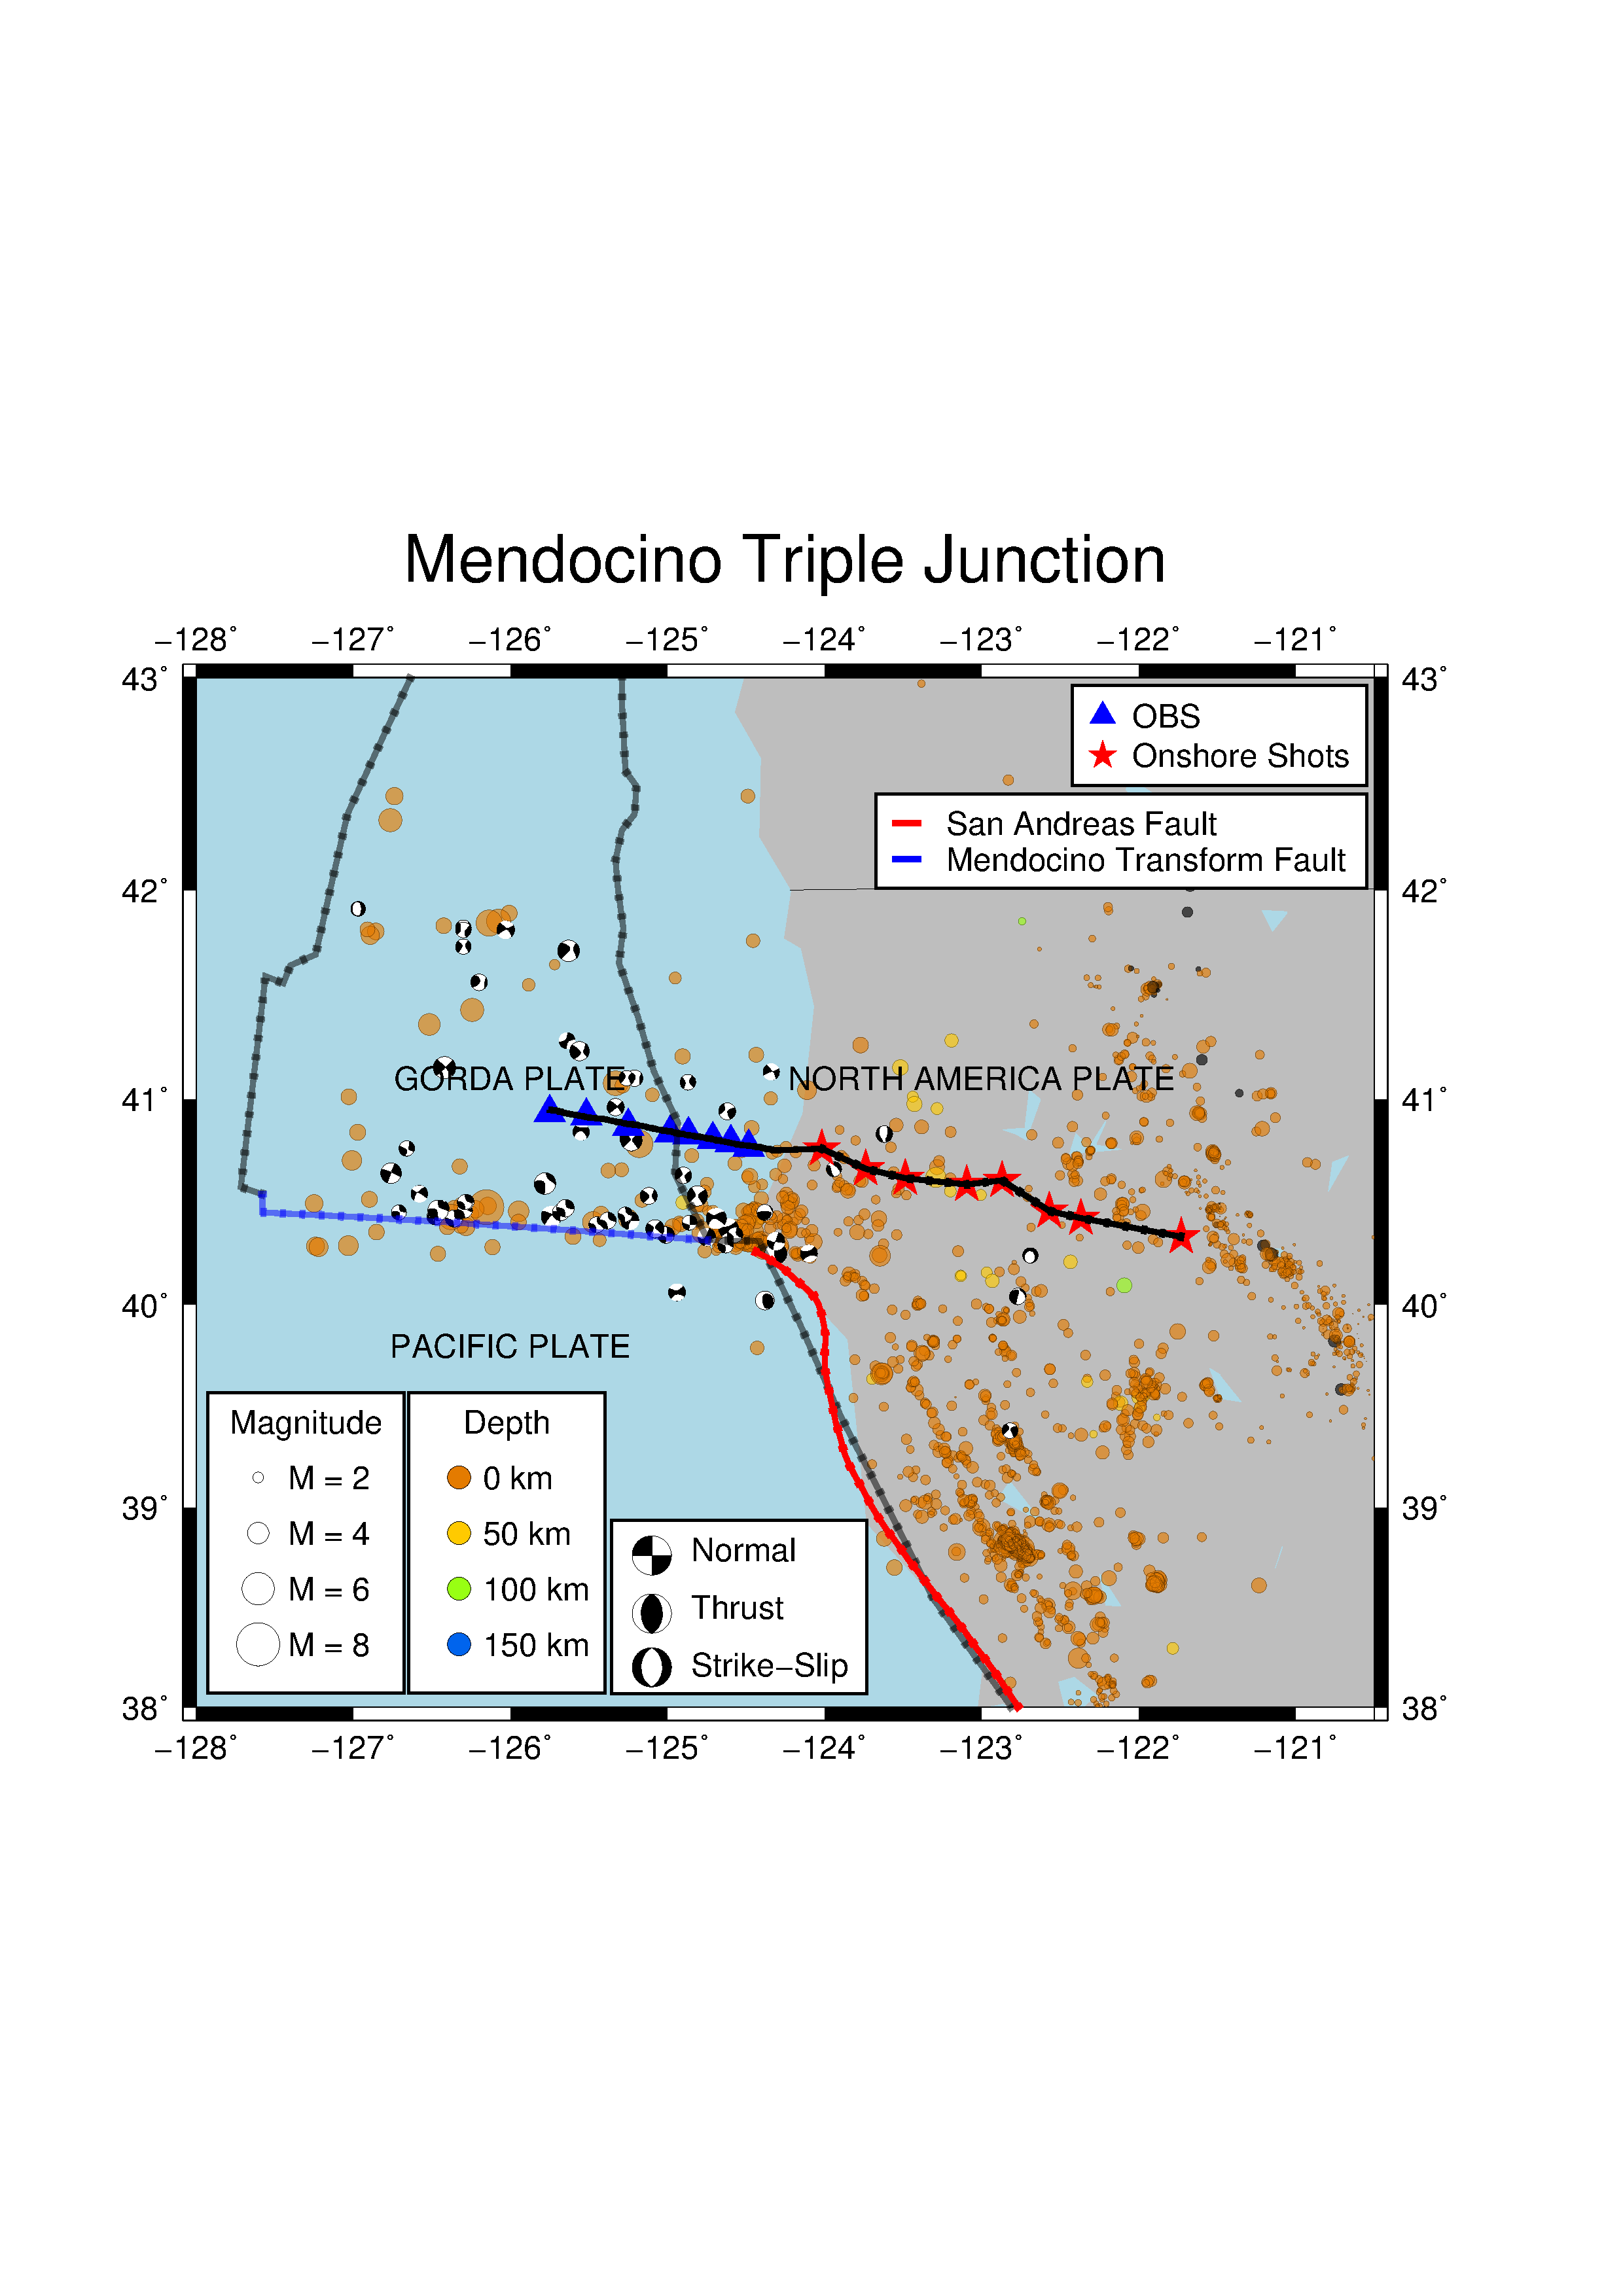 Mendocino Triple Junction
−128˚ −127˚ −126˚ −125˚ −124˚ −123˚ −122˚ −121˚
43˚ 43˚
OBS
Onshore Shots
San Andreas Fault
Mendocino Transform Fault
42˚ 42˚
GORDA PLATE NORTH AMERICA PLATE
41˚ 41˚
40˚ 40˚
PACIFIC PLATE
Magnitude
M = 2
M = 4
M = 6
M = 8
Depth
0 km
50 km
100 km
150 km
Normal
Thrust
Strike−Slip
39˚ 39˚
38˚ 38˚
−128˚ −127˚ −126˚ −125˚ −124˚ −123˚ −122˚ −121˚